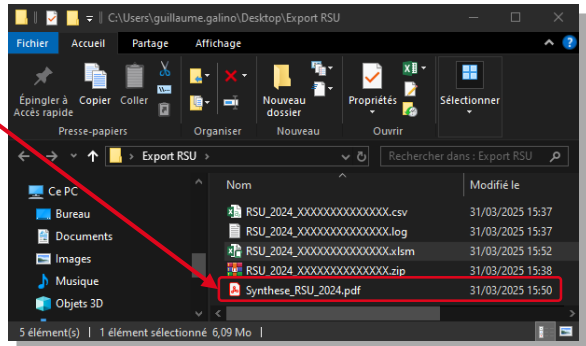 C:\Users\guillaume.galino\Desktop\Export RSU
Fichier Accueil Partage Affichage
Épingler à Accès rapide Copier Coller Nouveau dossier Propriétés Sélectionner
Presse-papiers Organiser Nouveau Ouvrir
Export RSU Rechercher dans : Export RSU
Ce PC
Bureau
Documents
Images
Musique
Objets 3D
Nom Modifié le
RSU_2024_XXXXXXXXXXXXXX.csv 31/03/2025 15:37
RSU_2024_XXXXXXXXXXXXXX.log 31/03/2025 15:37
RSU_2024_XXXXXXXXXXXXXX.xlsm 31/03/2025 15:52
RSU_2024_XXXXXXXXXXXXXX.zip 31/03/2025 15:38
Synthese_RSU_2024.pdf 31/03/2025 15:50
5 élément(s) 1 élément sélectionné 6,09 Mo